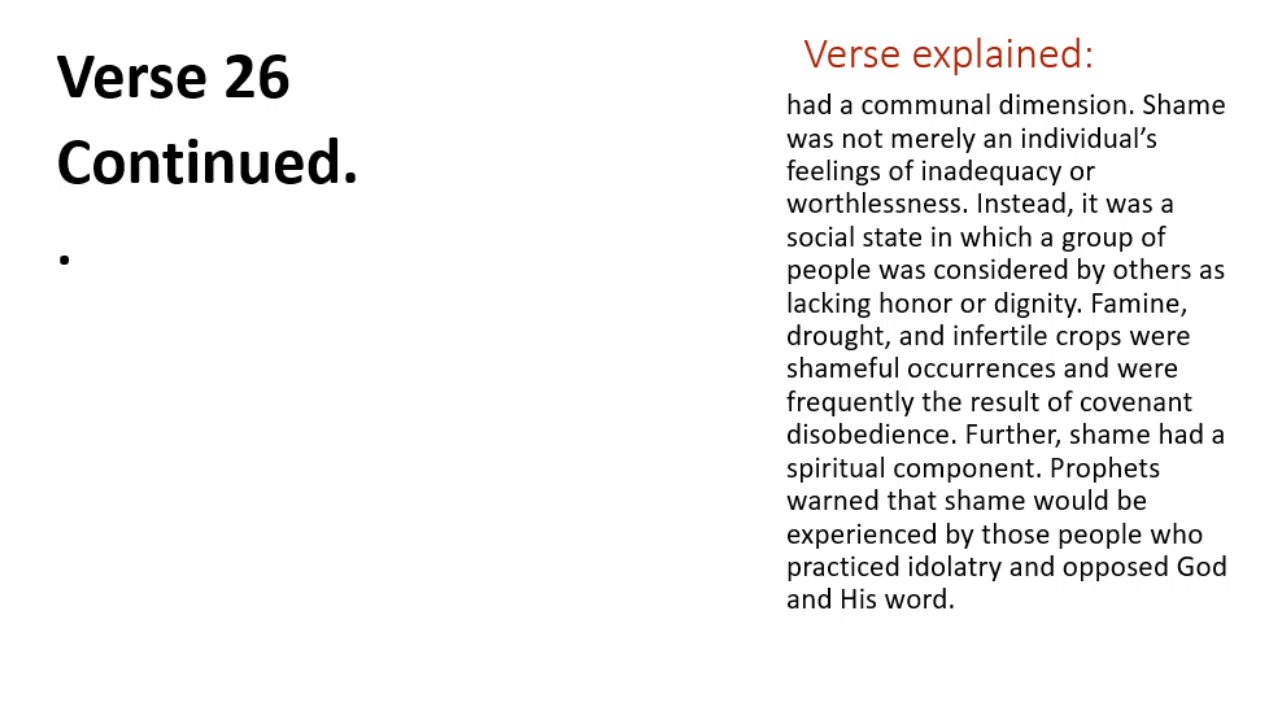 Verse 26
Continued.
.
Verse explained:
had a communal dimension. Shame
was not merely an individual’s
feelings of inadequacy or
worthlessness. Instead, it was a
social state in which a group of
people was considered by others as
lacking honor or dignity. Famine,
drought, and infertile crops were
shameful occurrences and were
frequently the result of covenant
disobedience. Further, shame had a
spiritual component. Prophets
warned that shame would be
experienced by those people who
practiced idolatry and opposed God
and His word.